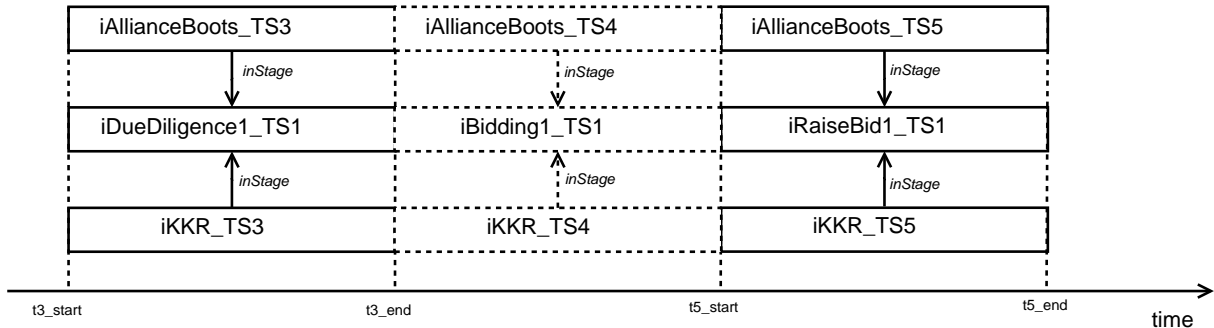 iAllianceBoots_TS3 iAllianceBoots_TS4 iAllianceBoots_TS5
inStage inStage inStage
iDueDiligence1_TS1 iBidding1_TS1 iRaiseBid1_TS1
inStage inStage inStage
iKKR_TS3 iKKR_TS4 iKKR_TS5
t3_start t3_end t5_start t5_end
time